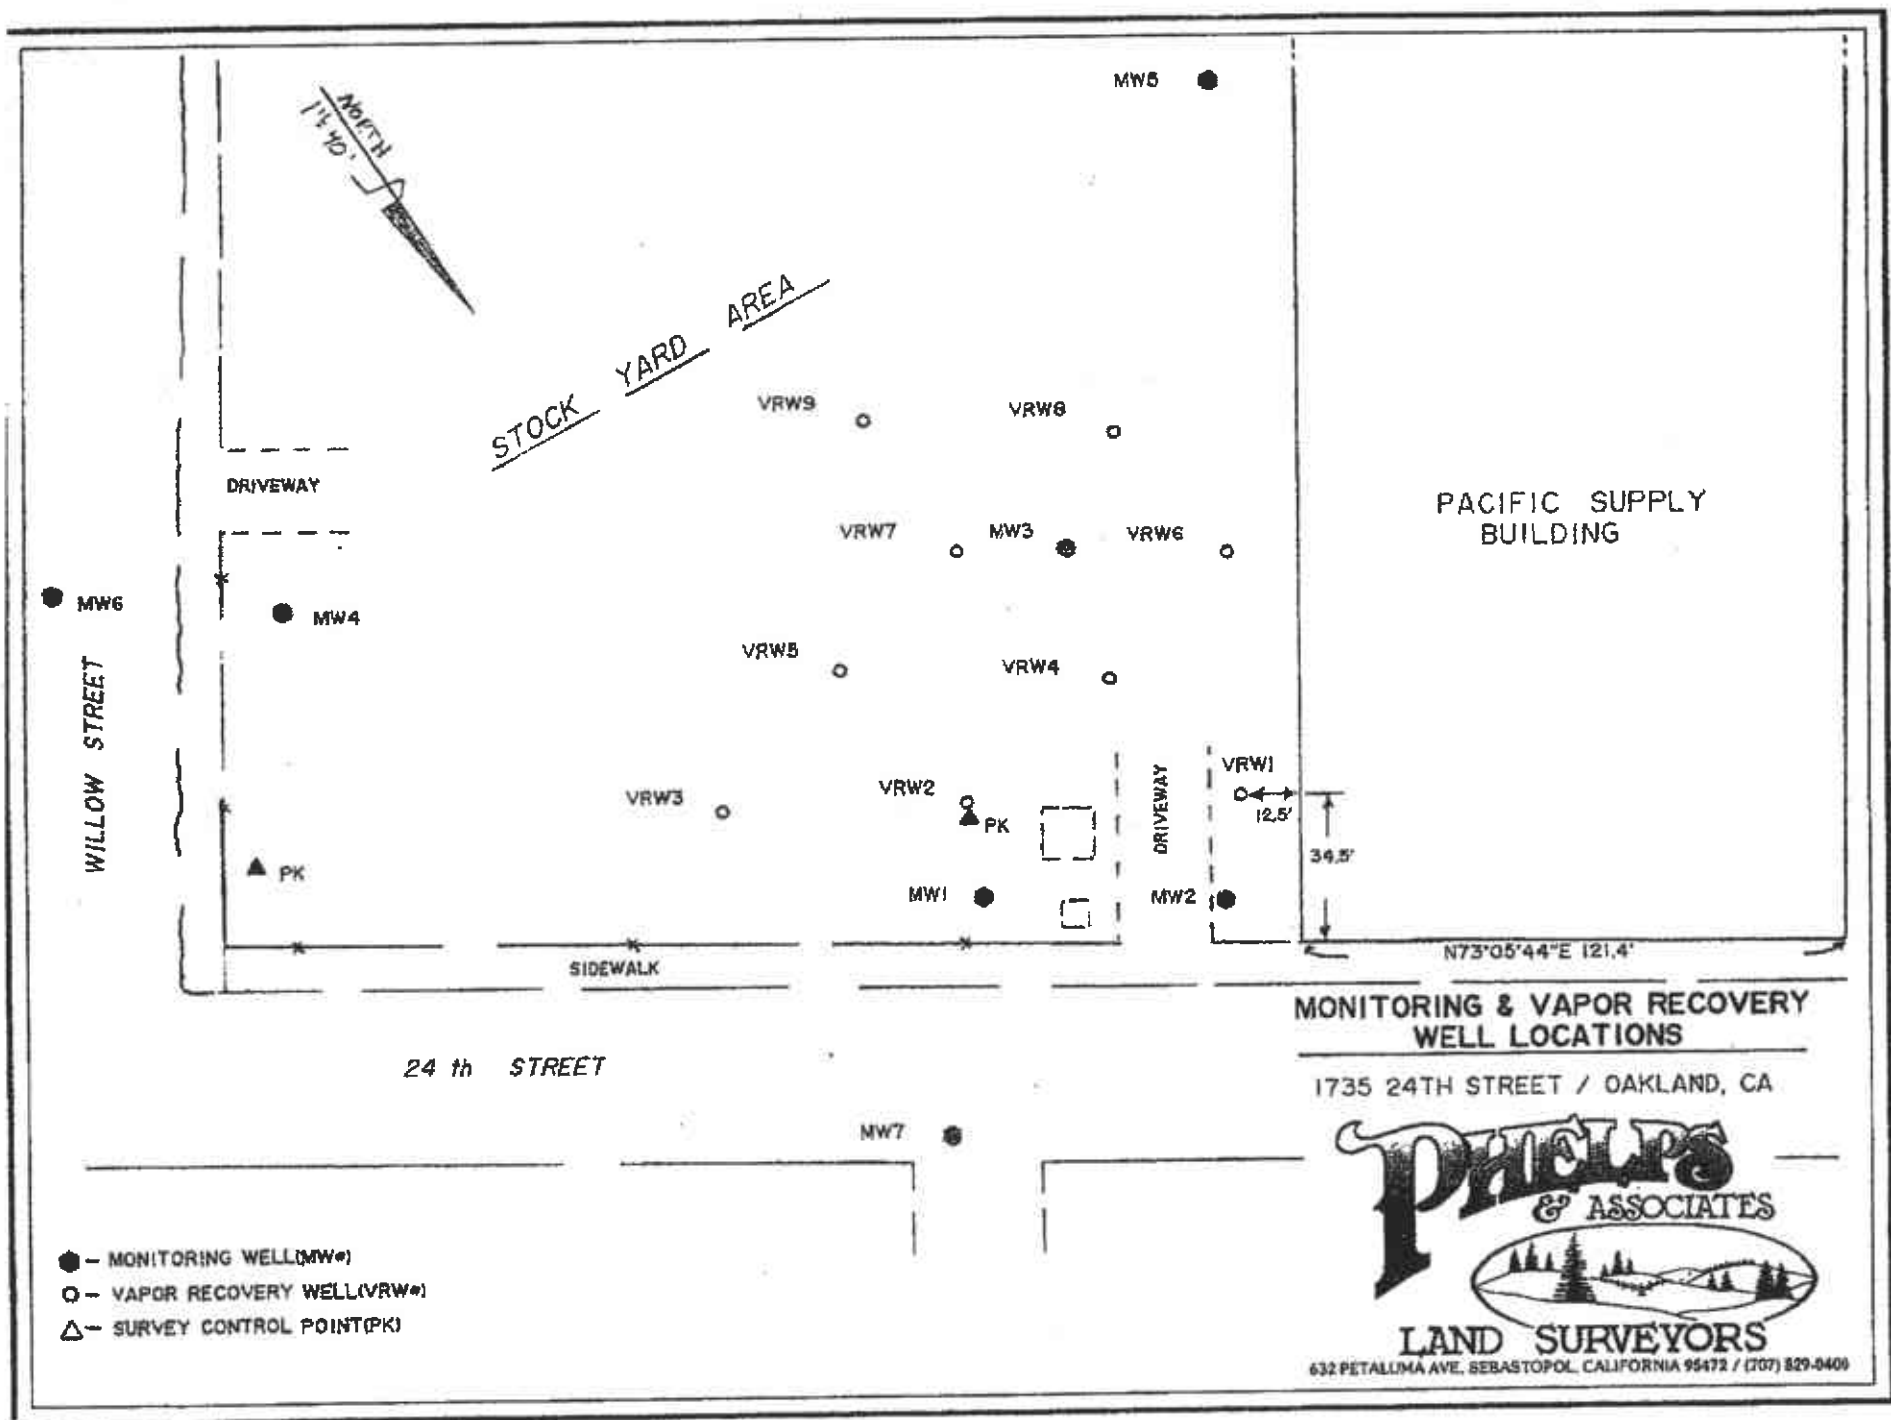 MW5
NORTH
1"= 40'
STOCK YARD AREA
VRW9
VRW8
DRIVEWAY
PACIFIC SUPPLY
BUILDING
VRW7
MW3
VRW6
MW6
MW4
VRW5
VRW4
WILLOW STREET
VRW1
12.5'
DRIVEWAY
VRW3
VRW2
PK
34.5'
PK
MW1
MW2
N73°05'44"E 121.4'
SIDEWALK
MONITORING & VAPOR RECOVERY
WELL LOCATIONS
24 th STREET
1735 24TH STREET / OAKLAND, CA
MW7
PHELPS
& ASSOCIATES
LAND SURVEYORS
632 PETALUMA AVE. SEBASTOPOL, CALIFORNIA 95472 / (707) 829-0400
- MONITORING WELL(MW#)
- VAPOR RECOVERY WELL(VRW#)
- SURVEY CONTROL POINT(PK)